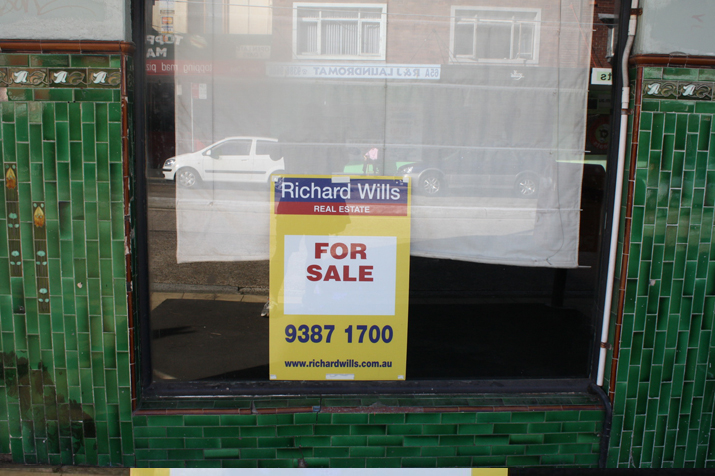 R & J LAUNDROMAT
Richard Wills
REAL ESTATE
FOR
SALE
9387 1700
www.richardwills.com.au